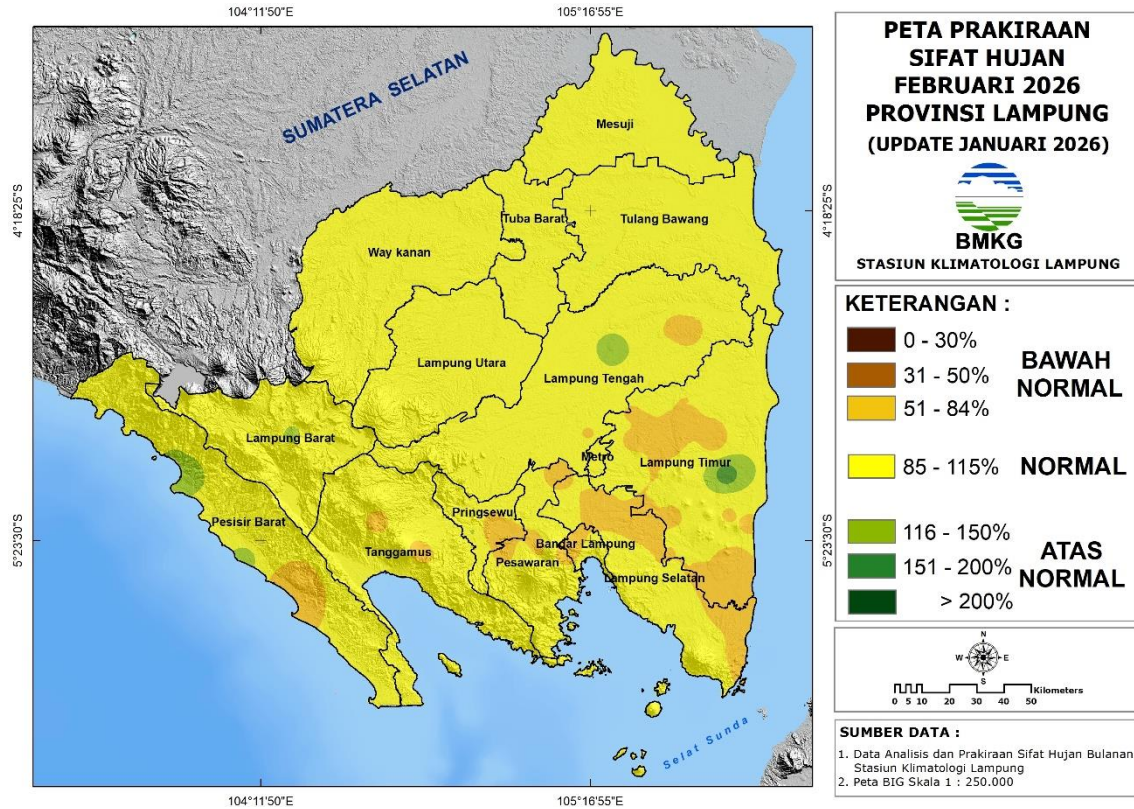 104°11'50"E
105°16'55"E
PETA PRAKIRAAN
SIFAT HUJAN
FEBRUARI 2026
PROVINSI LAMPUNG
(UPDATE JANUARI 2026)
BMKG
STASIUN KLIMATOLOGI LAMPUNG
KETERANGAN :
0 - 30%
31 - 50%
51 - 84%
BAWAH
NORMAL
85 - 115%
NORMAL
116 - 150%
151 - 200%
> 200%
ATAS
NORMAL
N
W
E
S
Kilometers
0 5 10 20 30 40 50
SUMBER DATA :
1. Data Analisis dan Prakiraan Sifat Hujan Bulanan
Stasiun Klimatologi Lampung
2. Peta BIG Skala 1 : 250.000
SUMATERA SELATAN
Mesuji
4°18'25"S
4°18'25"S
Tuba Barat
Tulang Bawang
Way kanan
Lampung Utara
Lampung Tengah
Lampung Barat
Metro
Lampung Timur
Pesisir Barat
Pringsewu
5°23'30"S
5°23'30"S
Tanggamus
Bandar Lampung
Pesawaran
Lampung Selatan
Selat Sunda
104°11'50"E
105°16'55"E